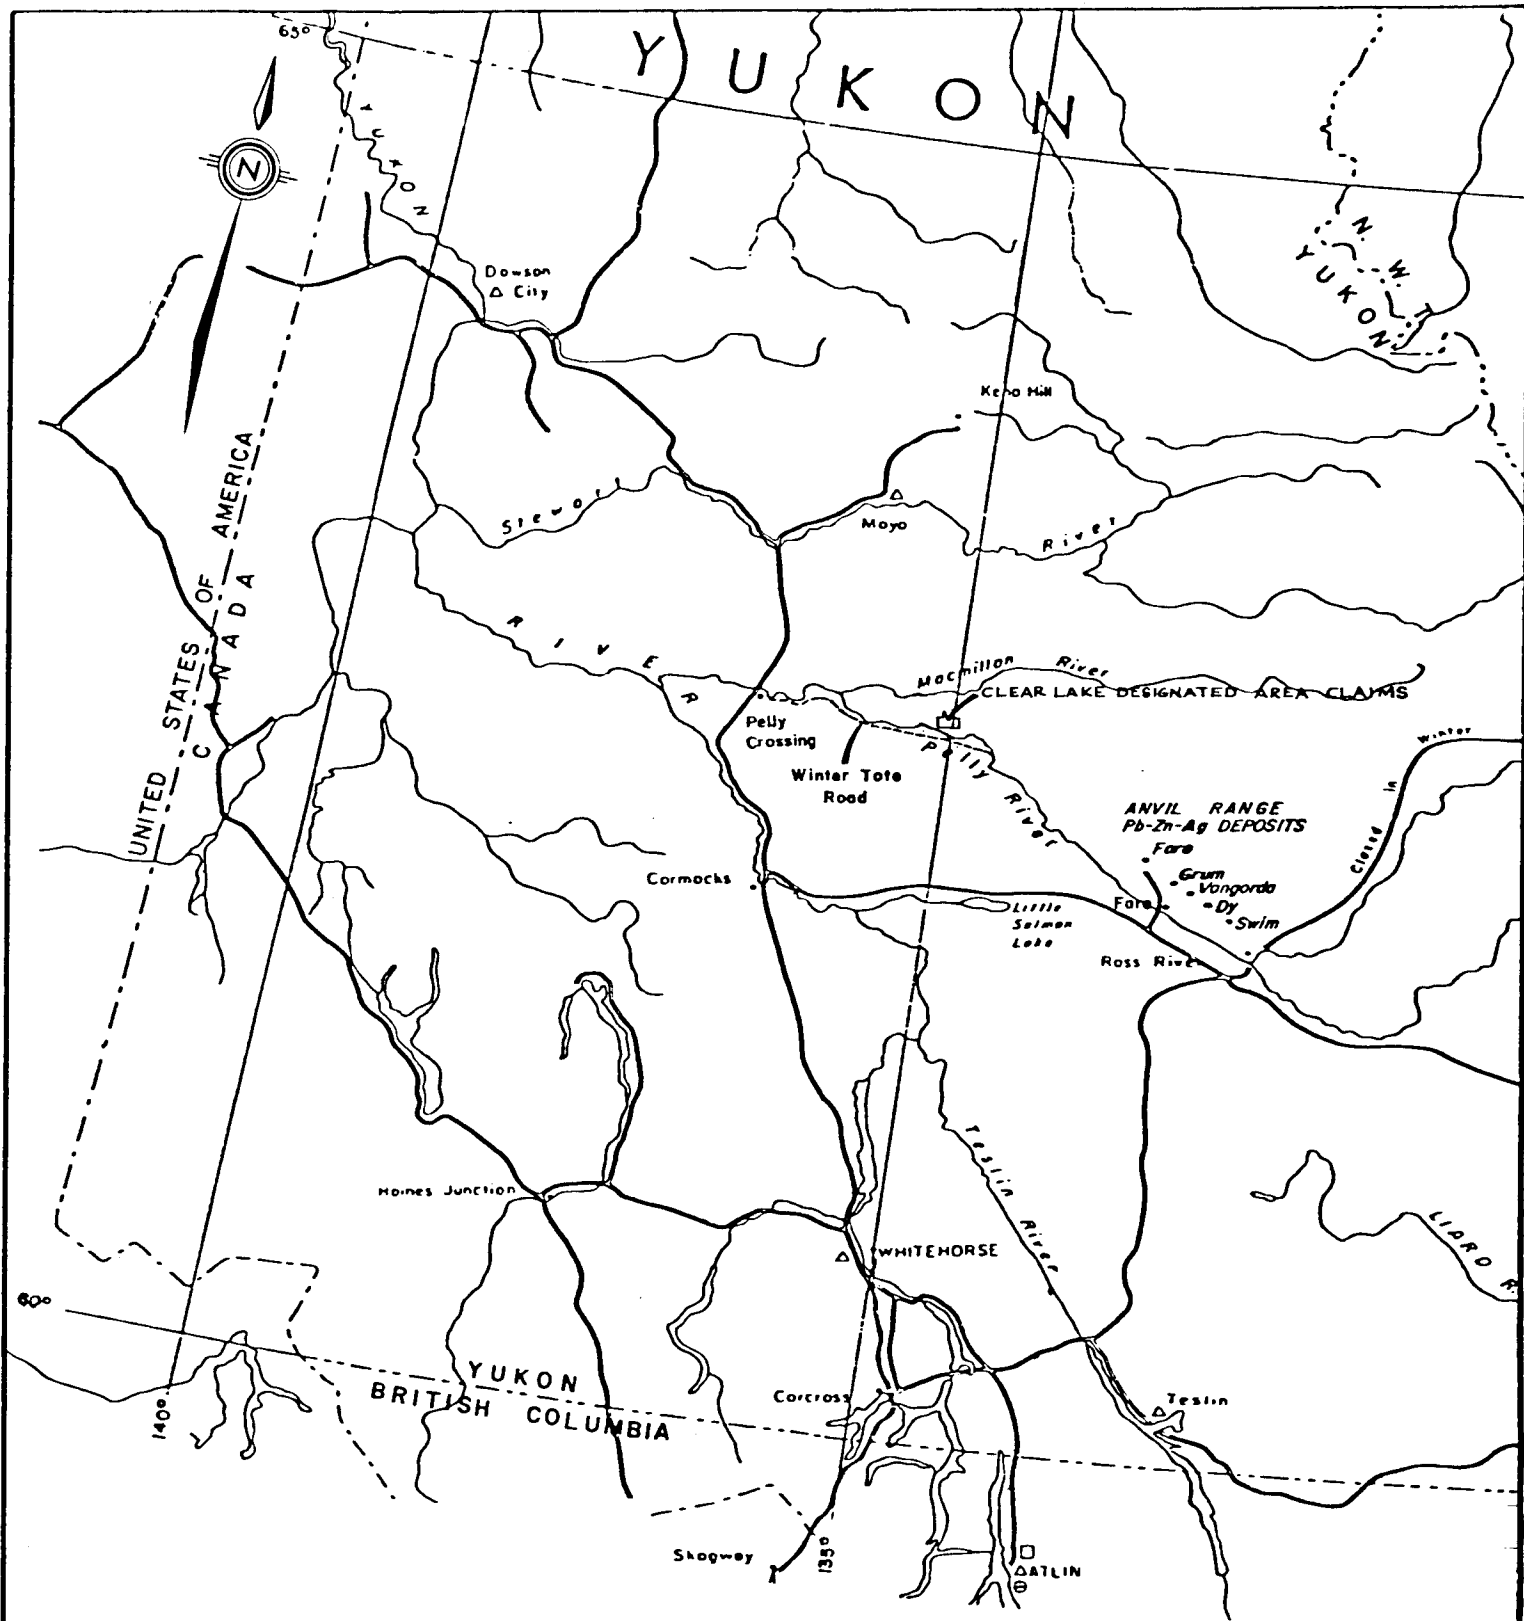 65°
YUKON
YUKON
N
N.W.T.
YUKON
Dawson
City
Keno Hill
Stewart
Mayo
River
UNITED STATES OF AMERICA
CANADA
RIVER
Macmillan River
CLEAR LAKE DESIGNATED AREA CLAIMS
Pelly
Crossing
Pelly River
Winter Tote
Road
Closed in Winter
ANVIL RANGE
Pb-Zn-Ag DEPOSITS
Faro
Grum
Vangorda
Dy
Swim
Faro
Carmacks
Little
Salmon
Lake
Ross River
Teslin River
Haines Junction
LIARD R.
WHITEHORSE
60°
YUKON
BRITISH COLUMBIA
Carcross
Teslin
140°
Skagway
135°
ATLIN